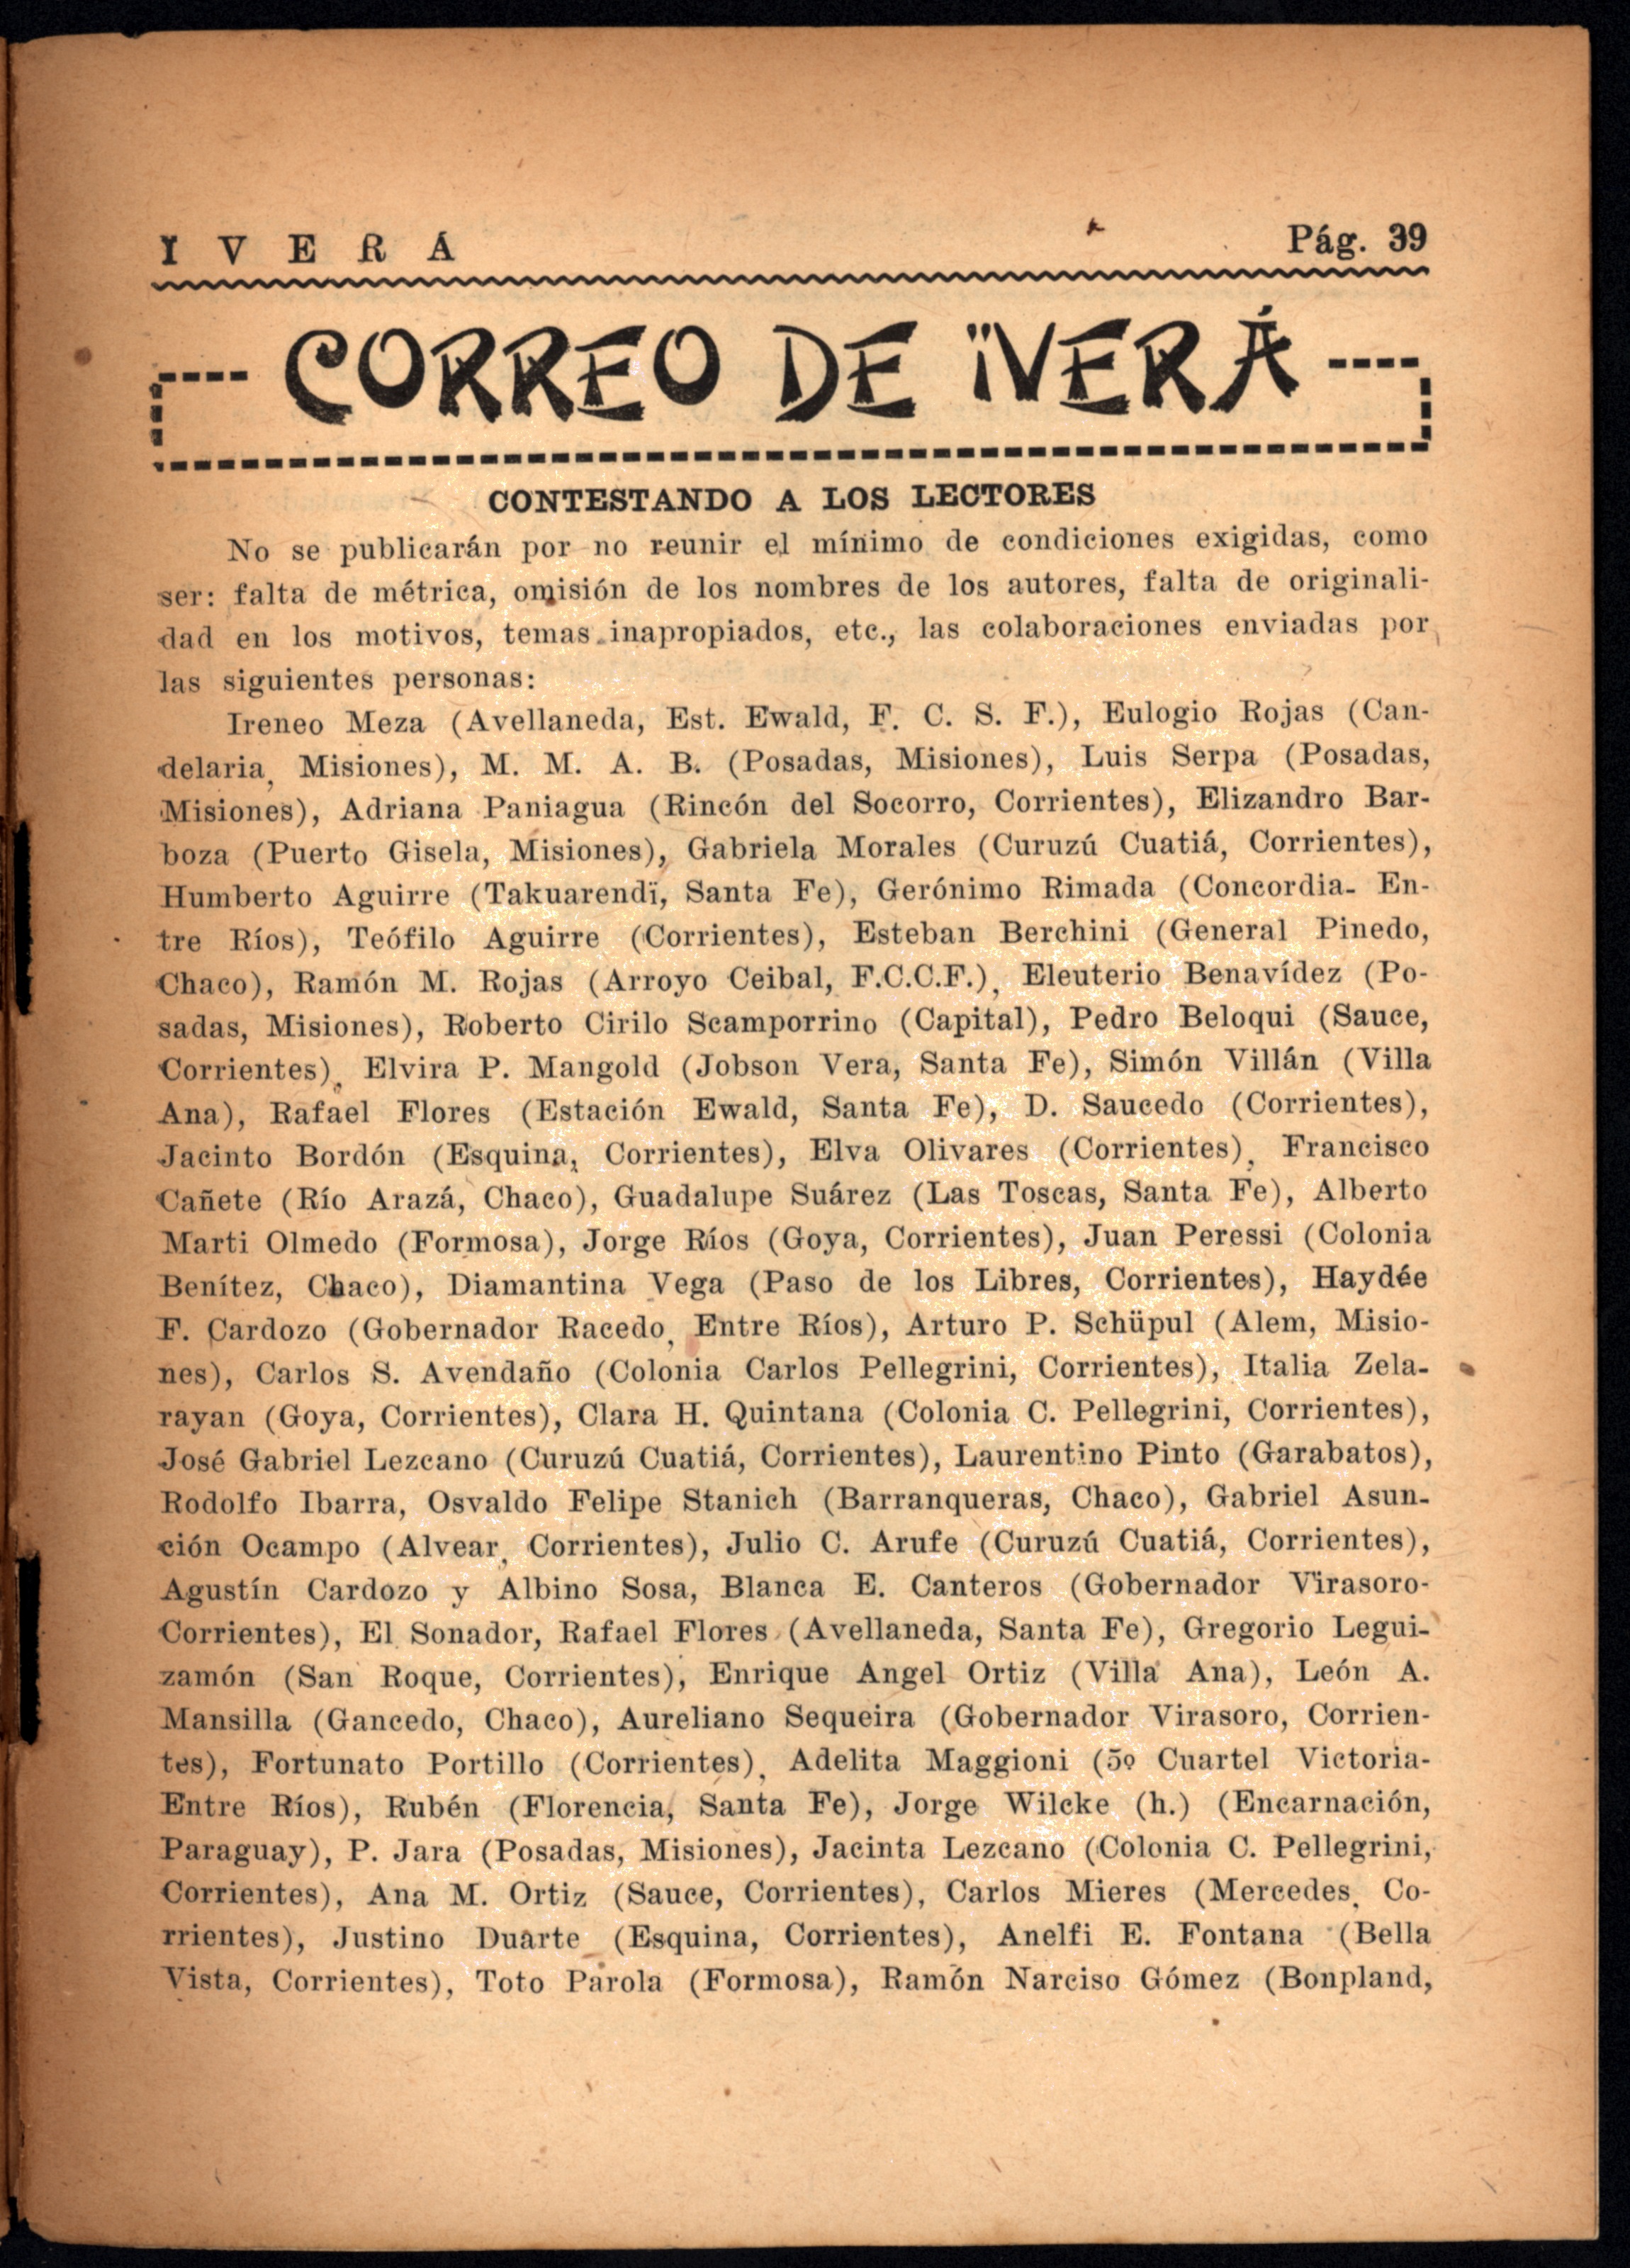 I V E R Á Pág. 39
CORREO DE ÏVERÁ
CONTESTANDO A LOS LECTORES
No se publicarán por no reunir el mínimo de condiciones exigidas, como
ser: falta de métrica, omisión de los nombres de los autores, falta de originali-
dad en los motivos, temas inapropiados, etc., las colaboraciones enviadas por
las siguientes personas:
Ireneo Meza (Avellaneda, Est. Ewald, F. C. S. F.), Eulogio Rojas (Can-
delaria, Misiones), M. M. A. B. (Posadas, Misiones), Luis Serpa (Posadas,
Misiones), Adriana Paniagua (Rincón del Socorro, Corrientes), Elizandro Bar-
boza (Puerto Gisela, Misiones), Gabriela Morales (Curuzú Cuatiá, Corrientes),
Humberto Aguirre (Takuarendï, Santa Fe), Gerónimo Rimada (Concordia- En-
tre Ríos), Teófilo Aguirre (Corrientes), Esteban Berchini (General Pinedo,
Chaco), Ramón M. Rojas (Arroyo Ceibal, F.C.C.F.), Eleuterio Benavídez (Po-
sadas, Misiones), Roberto Cirilo Scamporrino (Capital), Pedro Beloqui (Sauce,
Corrientes), Elvira P. Mangold (Jobson Vera, Santa Fe), Simón Villán (Villa
Ana), Rafael Flores (Estación Ewald, Santa Fe), D. Saucedo (Corrientes),
Jacinto Bordón (Esquina, Corrientes), Elva Olivares (Corrientes), Francisco
Cañete (Río Arazá, Chaco), Guadalupe Suárez (Las Toscas, Santa Fe), Alberto
Marti Olmedo (Formosa), Jorge Ríos (Goya, Corrientes), Juan Peressi (Colonia
Benítez, Chaco), Diamantina Vega (Paso de los Libres, Corrientes), Haydée
F. Cardozo (Gobernador Racedo, Entre Ríos), Arturo P. Schüpul (Alem, Misio-
nes), Carlos S. Avendaño (Colonia Carlos Pellegrini, Corrientes), Italia Zela-
rayan (Goya, Corrientes), Clara H. Quintana (Colonia C. Pellegrini, Corrientes),
José Gabriel Lezcano (Curuzú Cuatiá, Corrientes), Laurentino Pinto (Garabatos),
Rodolfo Ibarra, Osvaldo Felipe Stanich (Barranqueras, Chaco), Gabriel Asun-
ción Ocampo (Alvear, Corrientes), Julio C. Arufe (Curuzú Cuatiá, Corrientes),
Agustín Cardozo y Albino Sosa, Blanca E. Canteros (Gobernador Virasoro-
Corrientes), El Sonador, Rafael Flores (Avellaneda, Santa Fe), Gregorio Legui-
zamón (San Roque, Corrientes), Enrique Angel Ortiz (Villa Ana), León A.
Mansilla (Gancedo, Chaco), Aureliano Sequeira (Gobernador Virasoro, Corrien-
tes), Fortunato Portillo (Corrientes), Adelita Maggioni (5º Cuartel Victoria-
Entre Ríos), Rubén (Florencia, Santa Fe), Jorge Wilcke (h.) (Encarnación,
Paraguay), P. Jara (Posadas, Misiones), Jacinta Lezcano (Colonia C. Pellegrini,
Corrientes), Ana M. Ortiz (Sauce, Corrientes), Carlos Mieres (Mercedes, Co-
rrientes), Justino Duarte (Esquina, Corrientes), Anelfi E. Fontana (Bella
Vista, Corrientes), Toto Parola (Formosa), Ramón Narciso Gómez (Bonpland,